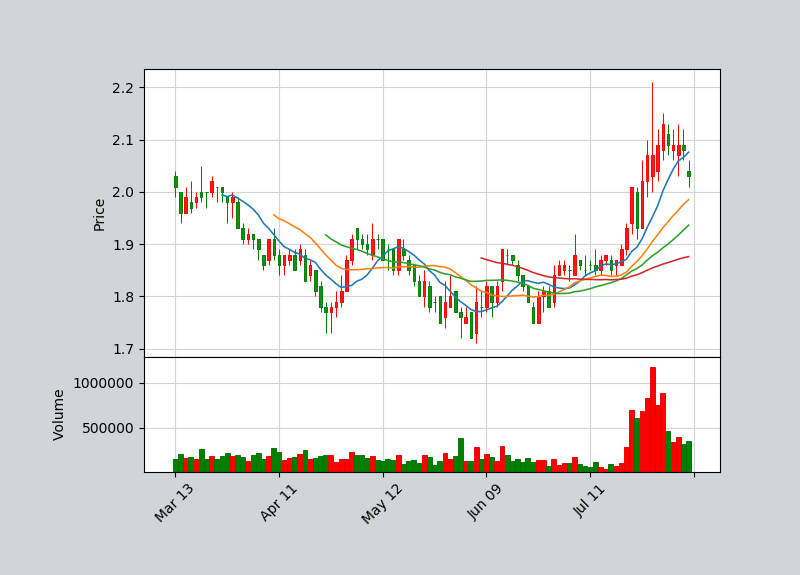 2.2
2.1
2.0
1.9
1.8
1.7
Price
1000000
500000
Volume
Mar 13
Apr 11
May 12
Jun 09
Jul 11